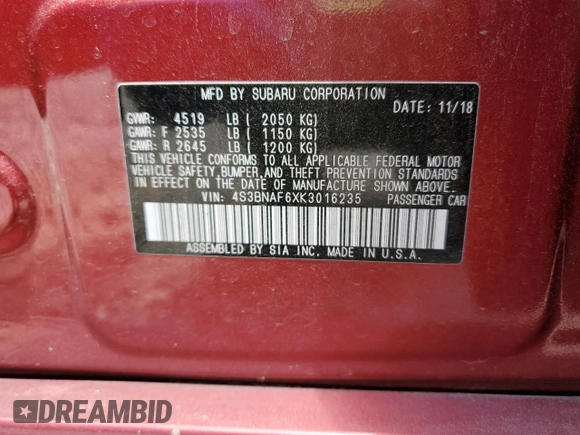 MFD BY SUBARU CORPORATION
DATE: 11/18
GVWR: 4519 LB ( 2050 KG)
GAWR: F 2535 LB ( 1150 KG)
GAWR: R 2645 LB ( 1200 KG)
THIS VEHICLE CONFORMS TO ALL APPLICABLE FEDERAL MOTOR
VEHICLE SAFETY, BUMPER, AND THEFT PREVENTION STANDARDS
IN EFFECT ON THE DATE OF MANUFACTURE SHOWN ABOVE.
VIN: 4S3BNAF6XK3016235 PASSENGER CAR
ASSEMBLED BY SIA INC. MADE IN U.S.A.
DREAMBID